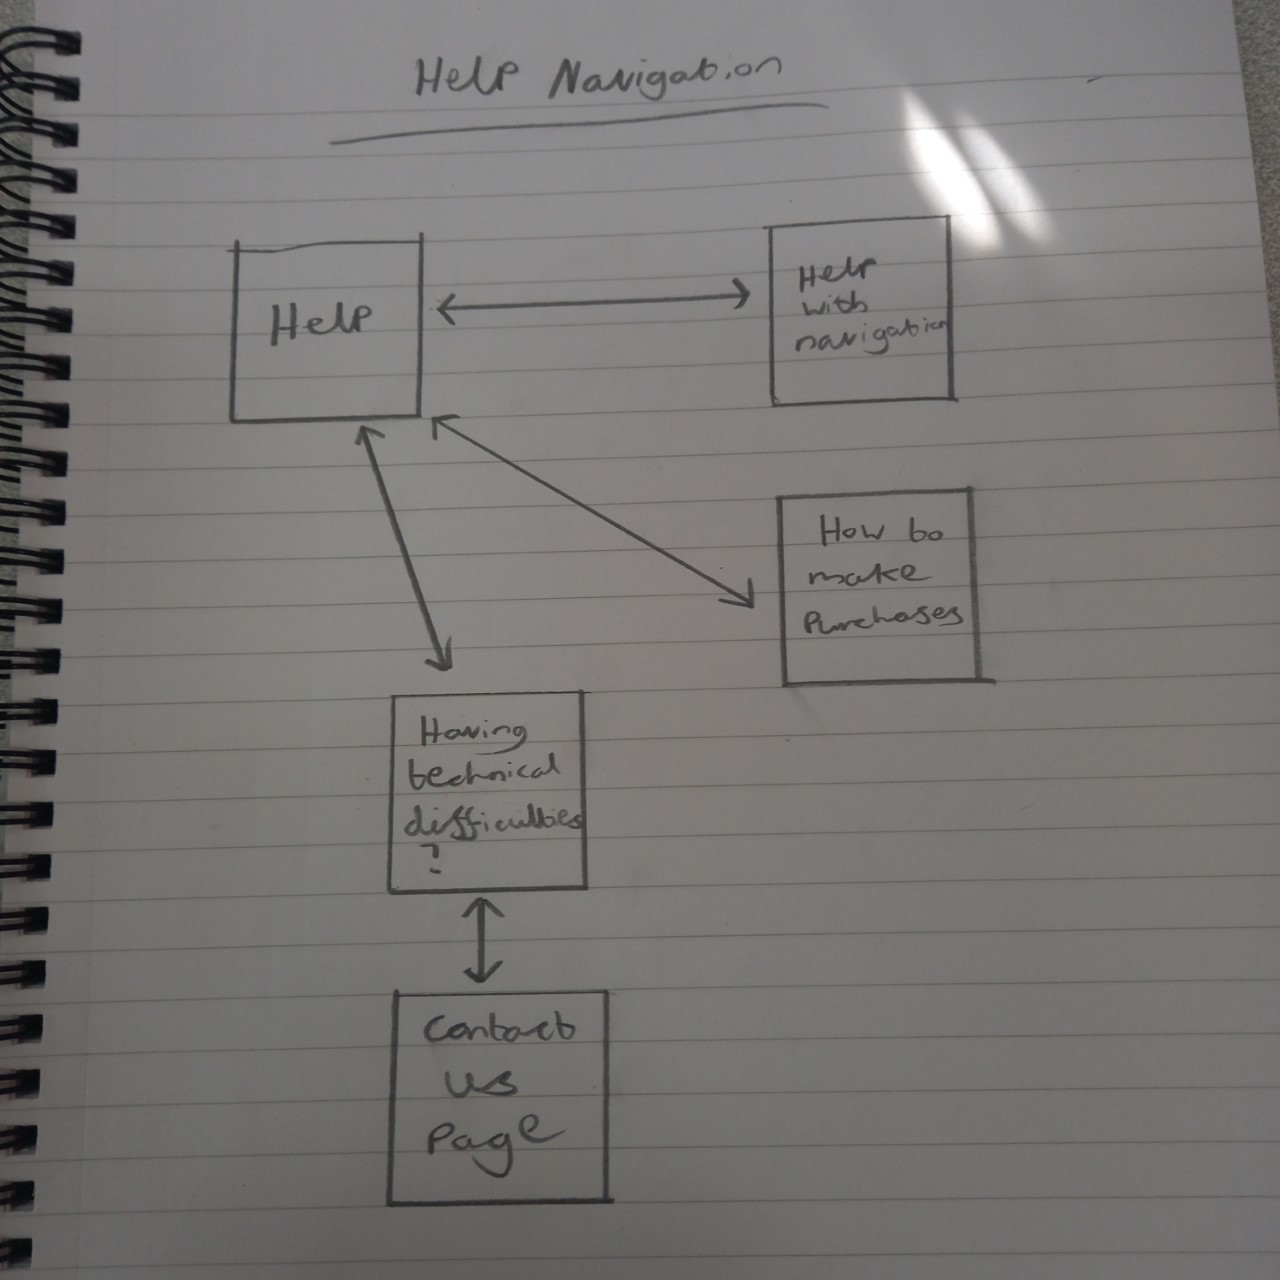 Help Navigation
Help
Help
with
navigation
How to
make
Purchases
Having
technical
difficulties
?
Contact
us
Page